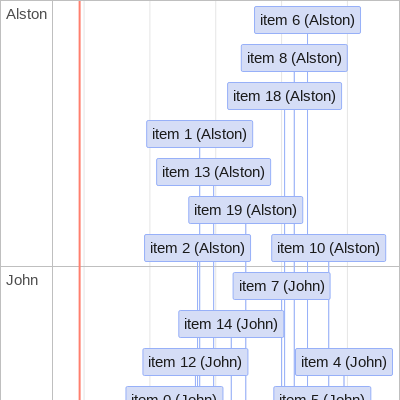 Alston
item 6 (Alston)
item 8 (Alston)
item 18 (Alston)
item 1 (Alston)
item 13 (Alston)
item 19 (Alston)
item 2 (Alston)
item 10 (Alston)
John
item 7 (John)
item 14 (John)
item 12 (John)
item 4 (John)
item 0 (John)
item 5 (John)